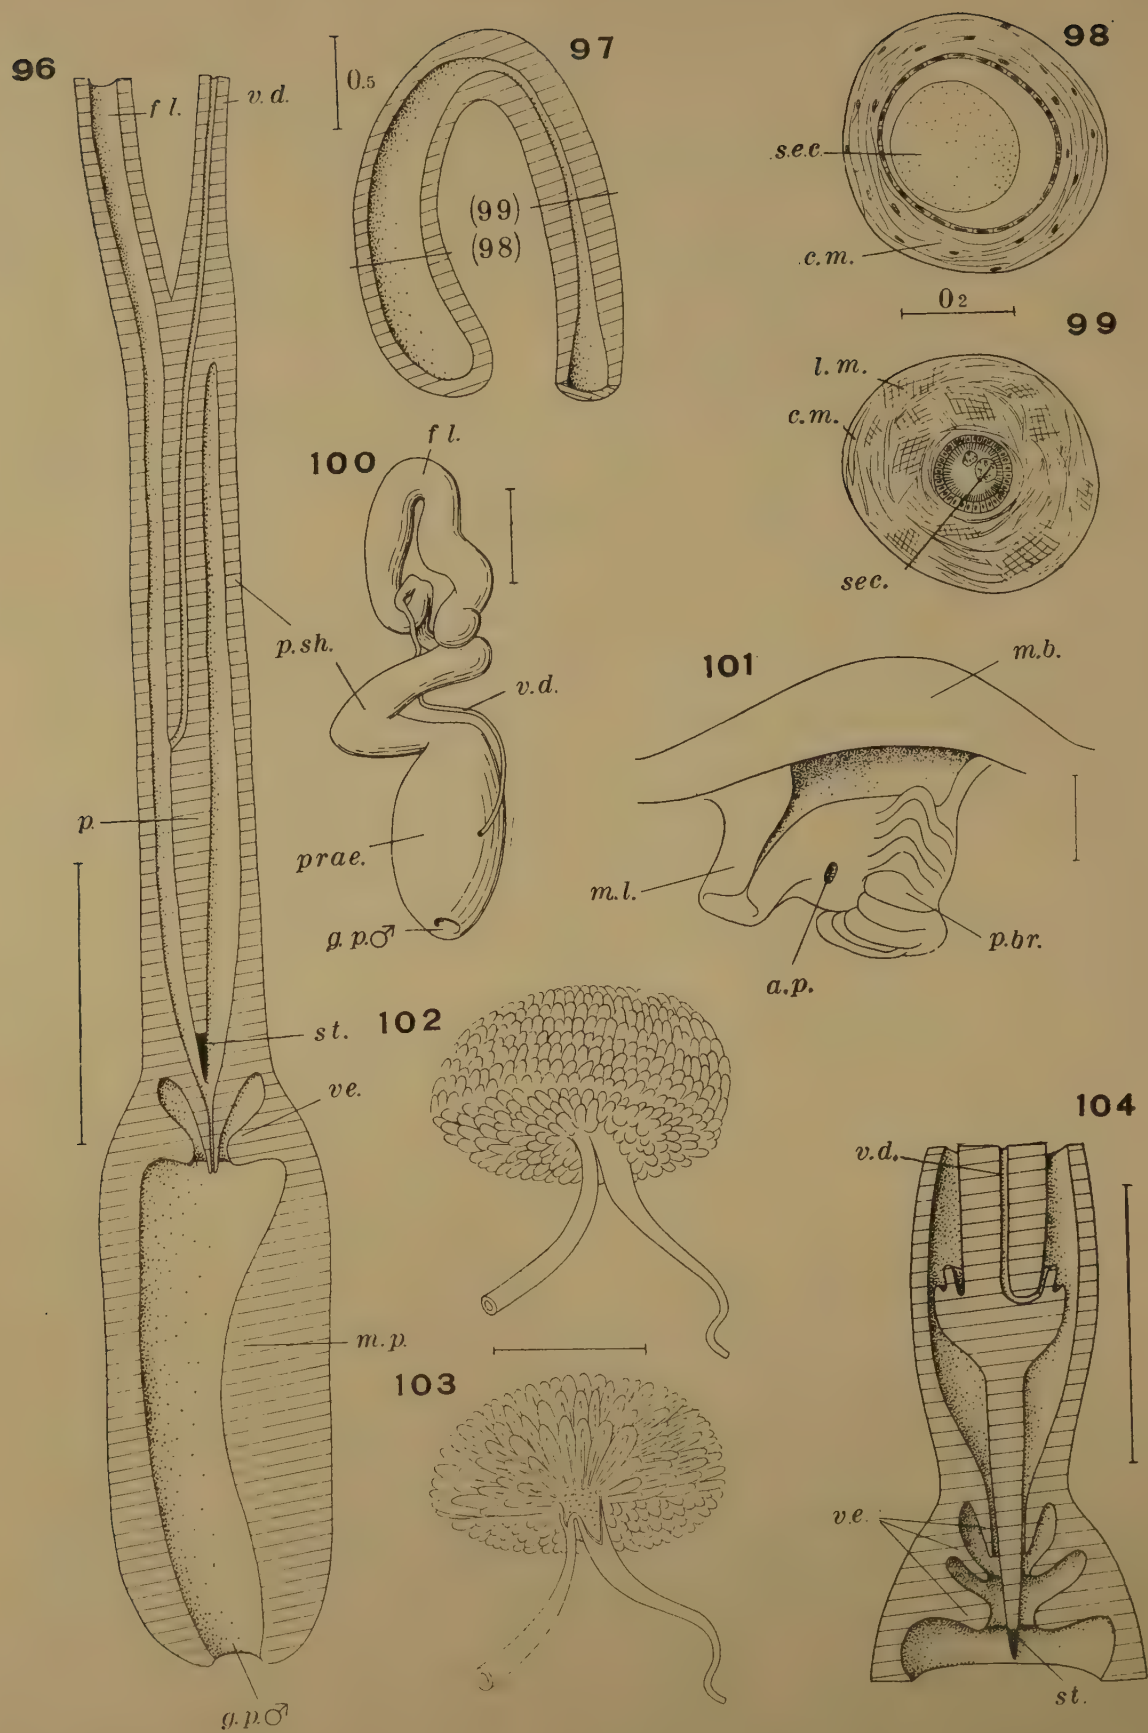 96
f l.
v. d.
97
0.5
(99)
(98)
98
s.e.c.
c. m.
0 2
99
l. m.
c. m.
sec.
100
f l.
p. sh.
v. d.
prae.
g. p. ♂
101
m. b.
m. l.
a. p.
p. br.
p.
st.
ve.
m. p.
g. p. ♂
102
103
104
v. d.
v.e.
st.